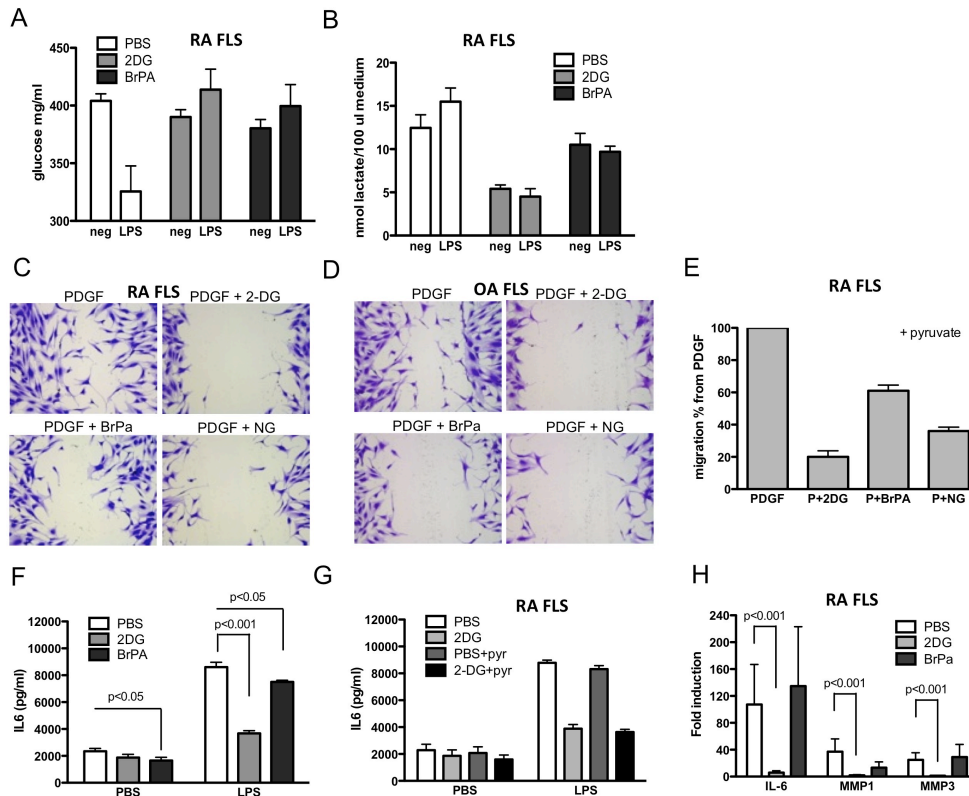 A
RA FLS
PBS
2DG
BrPA
glucose mg/ml
450
400
350
300
neg LPS neg LPS neg LPS
B
RA FLS
PBS
2DG
BrPA
nmol lactate/100 ul medium
20
15
10
5
0
neg LPS neg LPS neg LPS
C
RA FLS
PDGF
PDGF + 2-DG
PDGF + BrPa
PDGF + NG
D
OA FLS
PDGF
PDGF + 2-DG
PDGF + BrPa
PDGF + NG
E
RA FLS
+ pyruvate
migration % from PDGF
100
80
60
40
20
0
PDGF P+2DG P+BrPA P+NG
F
PBS
2DG
BrPA
IL6 (pg/ml)
12000
10000
8000
6000
4000
2000
0
p<0.05
p<0.05
p<0.001
PBS LPS
G
RA FLS
PBS
2DG
PBS+pyr
2-DG+pyr
IL6 (pg/ml)
12000
10000
8000
6000
4000
2000
0
PBS LPS
H
RA FLS
PBS
2DG
BrPa
Fold induction
240
200
160
120
80
40
0
p<0.001
p<0.001
p<0.001
IL-6 MMP1 MMP3